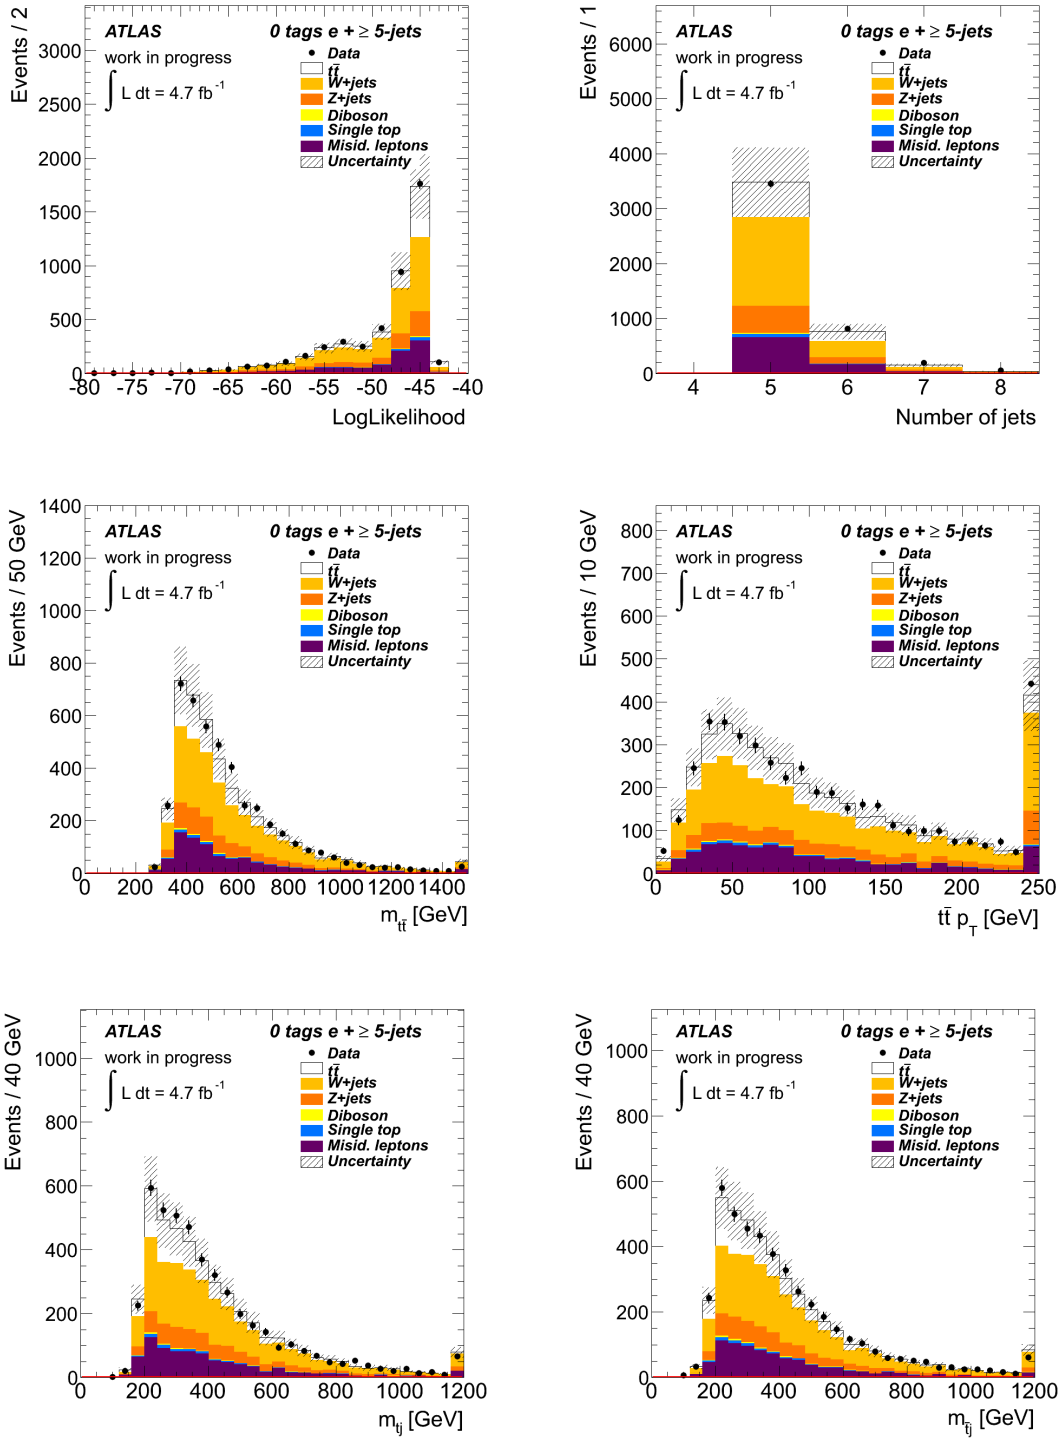 Events / 2
3000
2500
2000
1500
1000
500
0
-80 -75 -70 -65 -60 -55 -50 -45 -40
LogLikelihood
ATLAS
0 tags e + ≥ 5-jets
work in progress
∫ L dt = 4.7 fb-1
Data
tt̄
W+jets
Z+jets
Diboson
Single top
Misid. leptons
Uncertainty
Events / 1
6000
5000
4000
3000
2000
1000
0
4 5 6 7 8
Number of jets
ATLAS
0 tags e + ≥ 5-jets
work in progress
∫ L dt = 4.7 fb-1
Data
tt̄
W+jets
Z+jets
Diboson
Single top
Misid. leptons
Uncertainty
Events / 50 GeV
1400
1200
1000
800
600
400
200
0
0 200 400 600 800 1000 1200 1400
m tt̄ [GeV]
ATLAS
0 tags e + ≥ 5-jets
work in progress
∫ L dt = 4.7 fb-1
Data
tt̄
W+jets
Z+jets
Diboson
Single top
Misid. leptons
Uncertainty
Events / 10 GeV
800
700
600
500
400
300
200
100
0
0 50 100 150 200 250
tt̄ pT [GeV]
ATLAS
0 tags e + ≥ 5-jets
work in progress
∫ L dt = 4.7 fb-1
Data
tt̄
W+jets
Z+jets
Diboson
Single top
Misid. leptons
Uncertainty
Events / 40 GeV
1000
800
600
400
200
0
0 200 400 600 800 1000 1200
m tj [GeV]
ATLAS
0 tags e + ≥ 5-jets
work in progress
∫ L dt = 4.7 fb-1
Data
tt̄
W+jets
Z+jets
Diboson
Single top
Misid. leptons
Uncertainty
Events / 40 GeV
1000
800
600
400
200
0
0 200 400 600 800 1000 1200
m t̄j [GeV]
ATLAS
0 tags e + ≥ 5-jets
work in progress
∫ L dt = 4.7 fb-1
Data
tt̄
W+jets
Z+jets
Diboson
Single top
Misid. leptons
Uncertainty